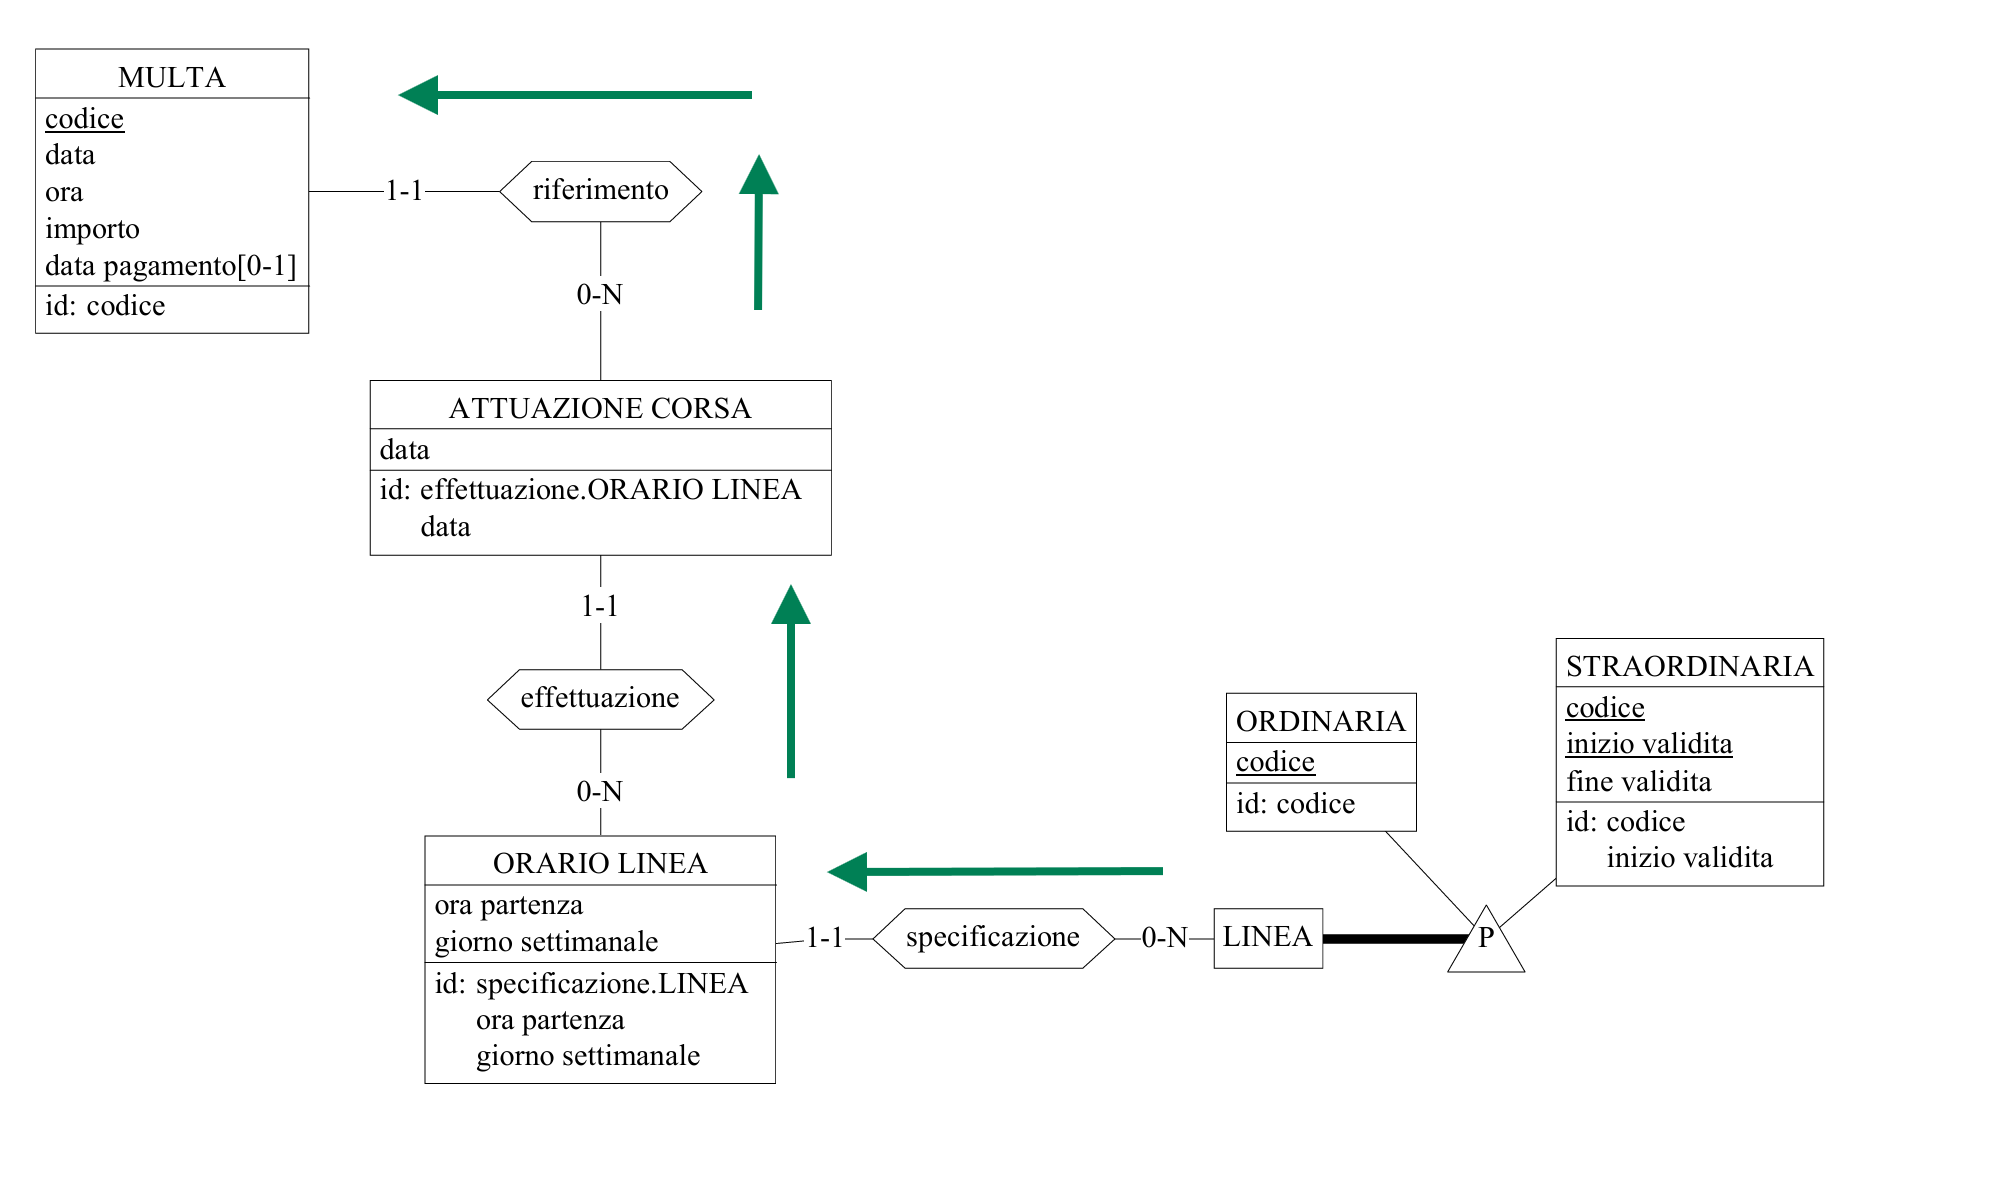 MULTA
codice
data
ora
importo
data pagamento[0-1]
id: codice
1-1
riferimento
0-N
ATTUAZIONE CORSA
data
id: effettuazione.ORARIO LINEA
data
1-1
effettuazione
0-N
ORARIO LINEA
ora partenza
giorno settimanale
id: specificazione.LINEA
ora partenza
giorno settimanale
1-1
specificazione
0-N
LINEA
P
ORDINARIA
codice
id: codice
STRAORDINARIA
codice
inizio validita
fine validita
id: codice
inizio validita